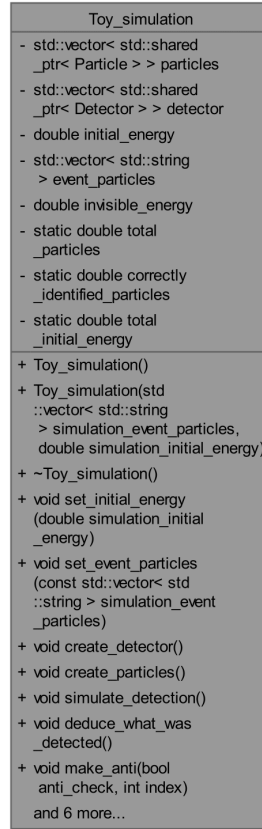 Toy_simulation
- std::vector< std::shared
_ptr< Particle > > particles
- std::vector< std::shared
_ptr< Detector > > detector
- double initial_energy
- std::vector< std::string
> event_particles
- double invisible_energy
- static double total
_particles
- static double correctly
_identified_particles
- static double total
_initial_energy
+ Toy_simulation()
+ Toy_simulation(std
::vector< std::string
> simulation_event_particles,
double simulation_initial_energy)
+ ~Toy_simulation()
+ void set_initial_energy
(double simulation_initial
_energy)
+ void set_event_particles
(const std::vector< std
::string > simulation_event
_particles)
+ void create_detector()
+ void create_particles()
+ void simulate_detection()
+ void deduce_what_was
_detected()
+ void make_anti(bool
anti_check, int index)
and 6 more...